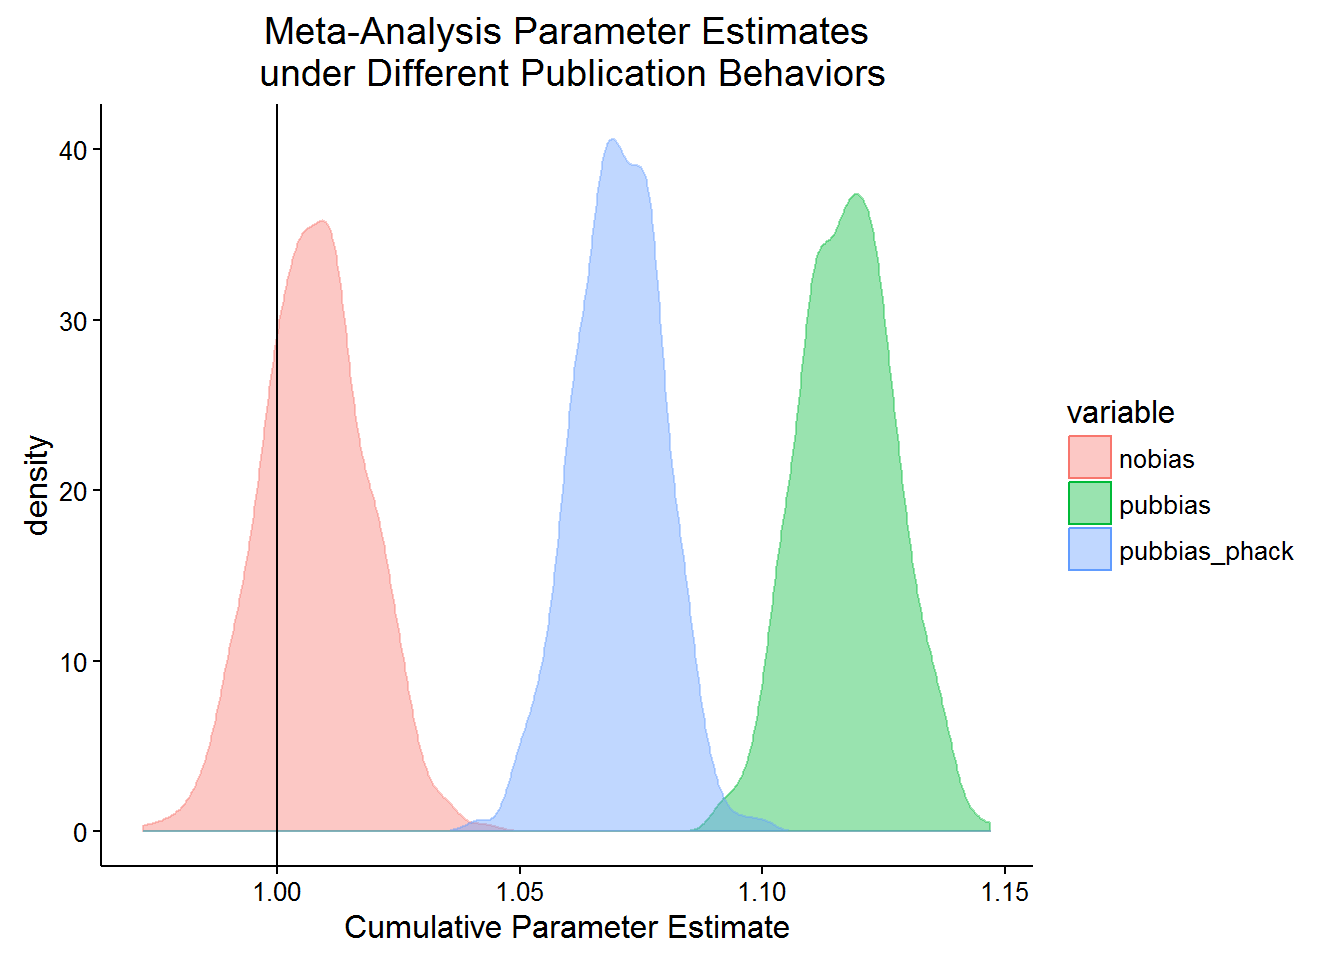 Meta-Analysis Parameter Estimates
under Different Publication Behaviors
40
30
20
10
0
density
1.00 1.05 1.10 1.15
Cumulative Parameter Estimate
variable
nobias
pubbias
pubbias_phack